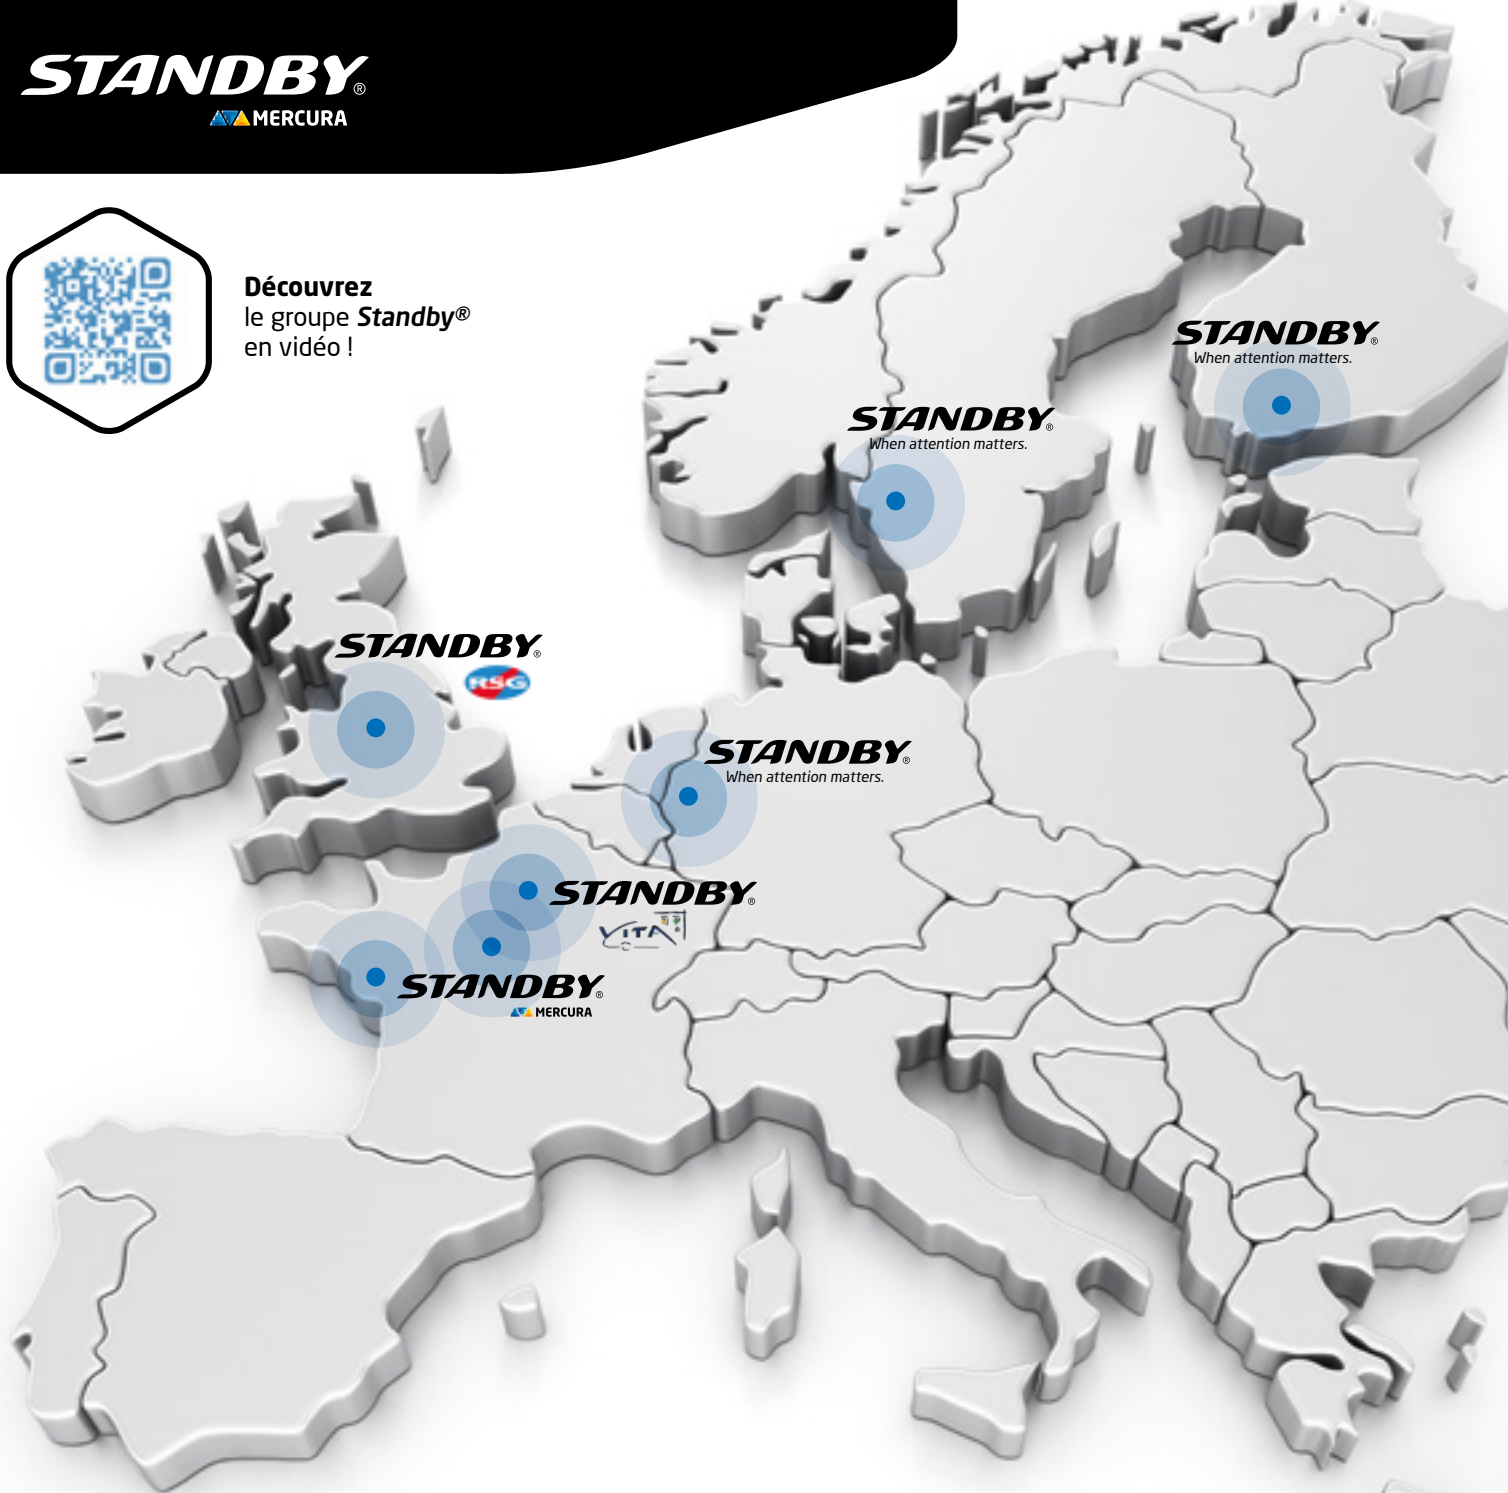 STANDBY®
MERCURA
Découvrez
le groupe Standby®
en vidéo !
STANDBY®
When attention matters.
STANDBY®
When attention matters.
STANDBY®
RSG
STANDBY®
When attention matters.
STANDBY®
VITA
STANDBY®
MERCURA